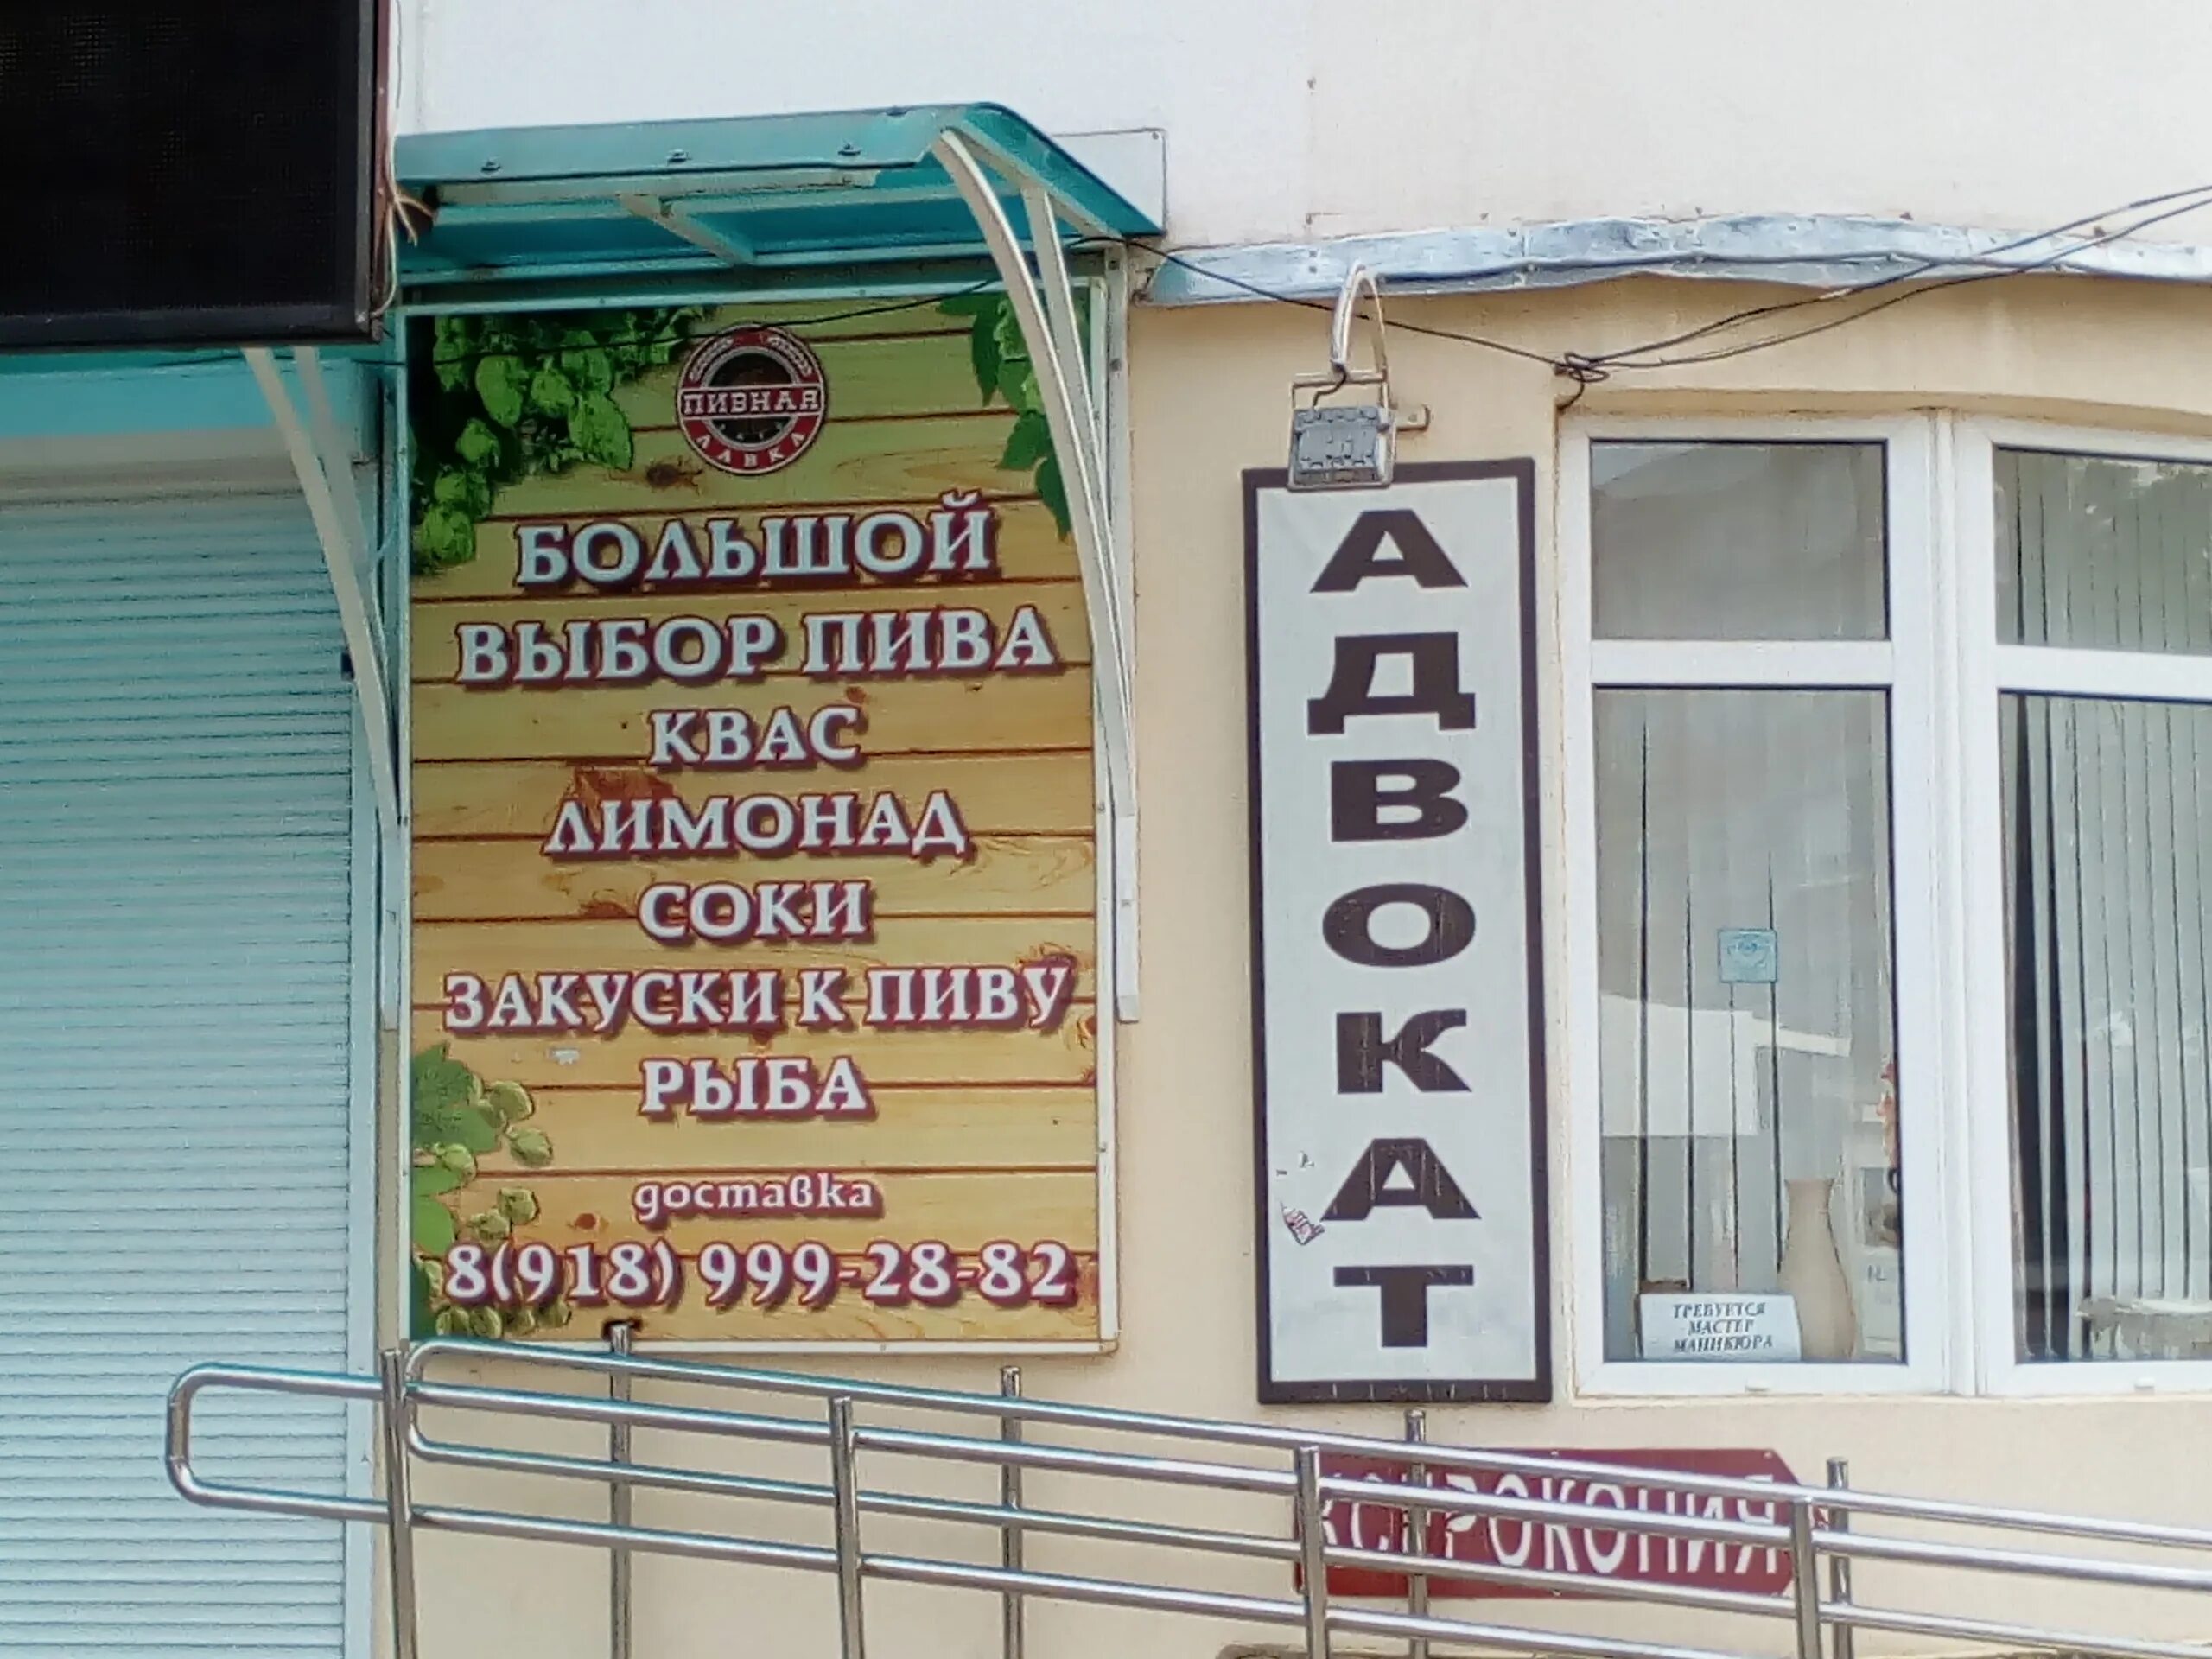 ПИВНАЯ
ЛАВКА
БОЛЬШОЙ
ВЫБОР ПИВА
КВАС
ЛИМОНАД
СОКИ
ЗАКУСКИ К ПИВУ
РЫБА
доставка
8(918) 999-28-82
АДВОКАТ
ТРЕБУЕТСЯ
МАСТЕР
МАНИКЮРА
КСЕРОКОПИЯ